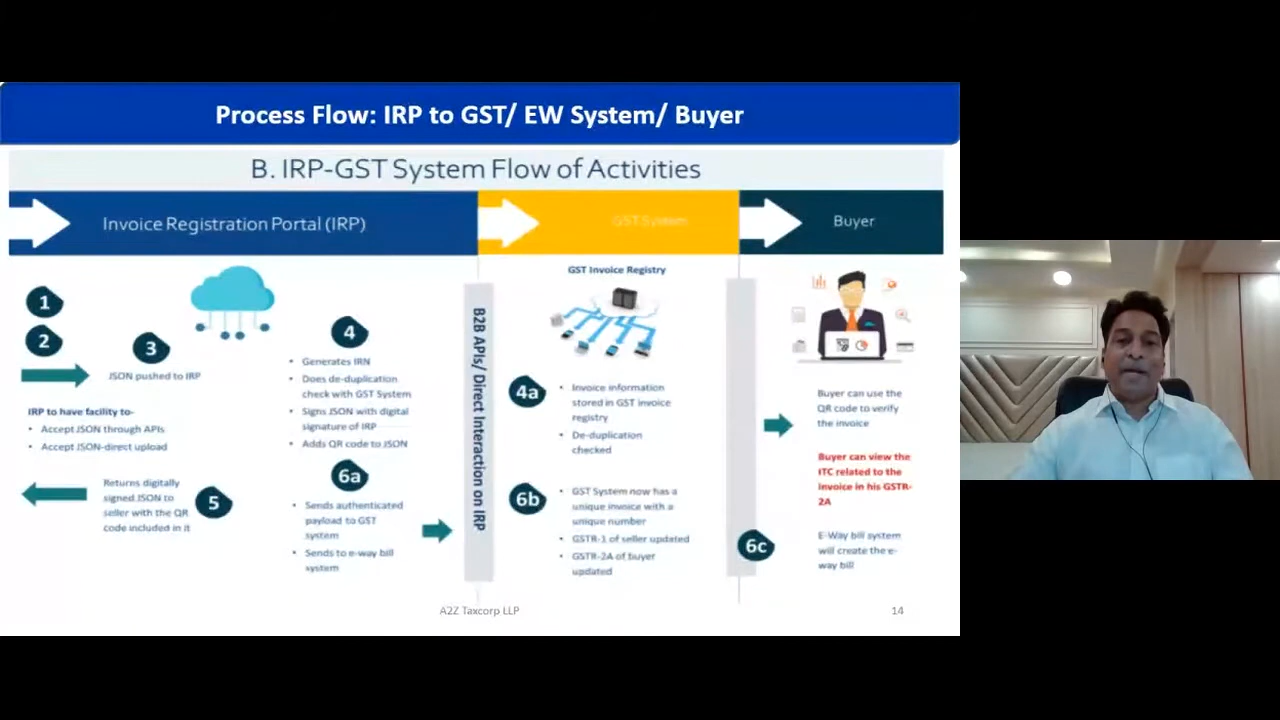 Process Flow: IRP to GST/ EW System/ Buyer
B. IRP-GST System Flow of Activities
Invoice Registration Portal (IRP)
GST System
Buyer
1
2
3
JSON pushed to IRP
IRP to have facility to-
• Accept JSON through APIs
• Accept JSON-direct upload
Returns digitally
signed JSON to
seller with the QR
code included in it
5
4
• Generates IRN
• Does de-duplication
check with GST System
• Signs JSON with digital
signature of IRP
• Adds QR code to JSON
6a
• Sends authenticated
payload to GST
system
• Sends to e-way bill
system
B2B APIs/ Direct Interaction on IRP
GST Invoice Registry
4a
• Invoice information
stored in GST invoice
registry
• De-duplication
checked
6b
• GST System now has a
unique invoice with a
unique number
• GSTR-1 of seller updated
• GSTR-2A of buyer
updated
Buyer can use the
QR code to verify
the invoice
Buyer can view the
ITC related to the
invoice in his GSTR-
2A
6c
E-Way bill system
will create the e-
way bill
A2Z Taxcorp LLP
14